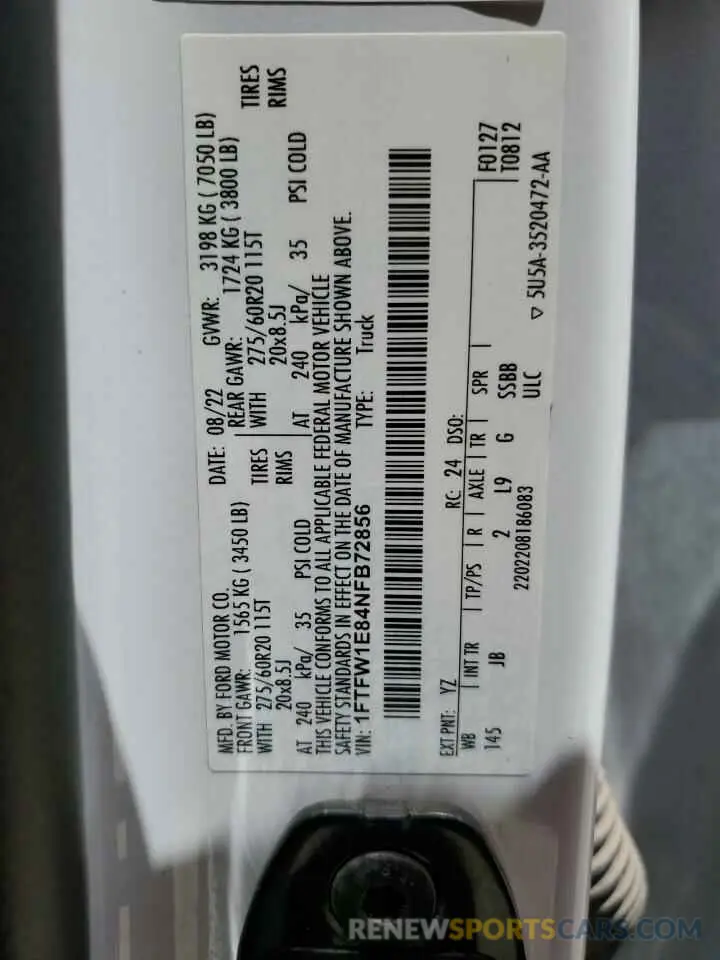 MFD. BY FORD MOTOR CO.
DATE: 08/22 GVWR: 3198 KG ( 7050 LB)
FRONT GAWR: 1565 KG ( 3450 LB) REAR GAWR: 1724 KG ( 3800 LB)
WITH 275/60R20 115T TIRES WITH 275/60R20 115T TIRES
20x8.5J RIMS 20x8.5J RIMS
AT 240 kPa/ 35 PSI COLD AT 240 kPa/ 35 PSI COLD
THIS VEHICLE CONFORMS TO ALL APPLICABLE FEDERAL MOTOR VEHICLE
SAFETY STANDARDS IN EFFECT ON THE DATE OF MANUFACTURE SHOWN ABOVE.
VIN: 1FTFW1E84NFB72856 TYPE: Truck
EXT PNT: YZ RC: 24 DSO: F0127
WB INT TR TP/PS R AXLE TR SPR T0812
145 JB 2 L9 G SSBB
2202208186083 ULC
▽ 5U5A-3520472-AA
RENEWSPORTSCARS.COM